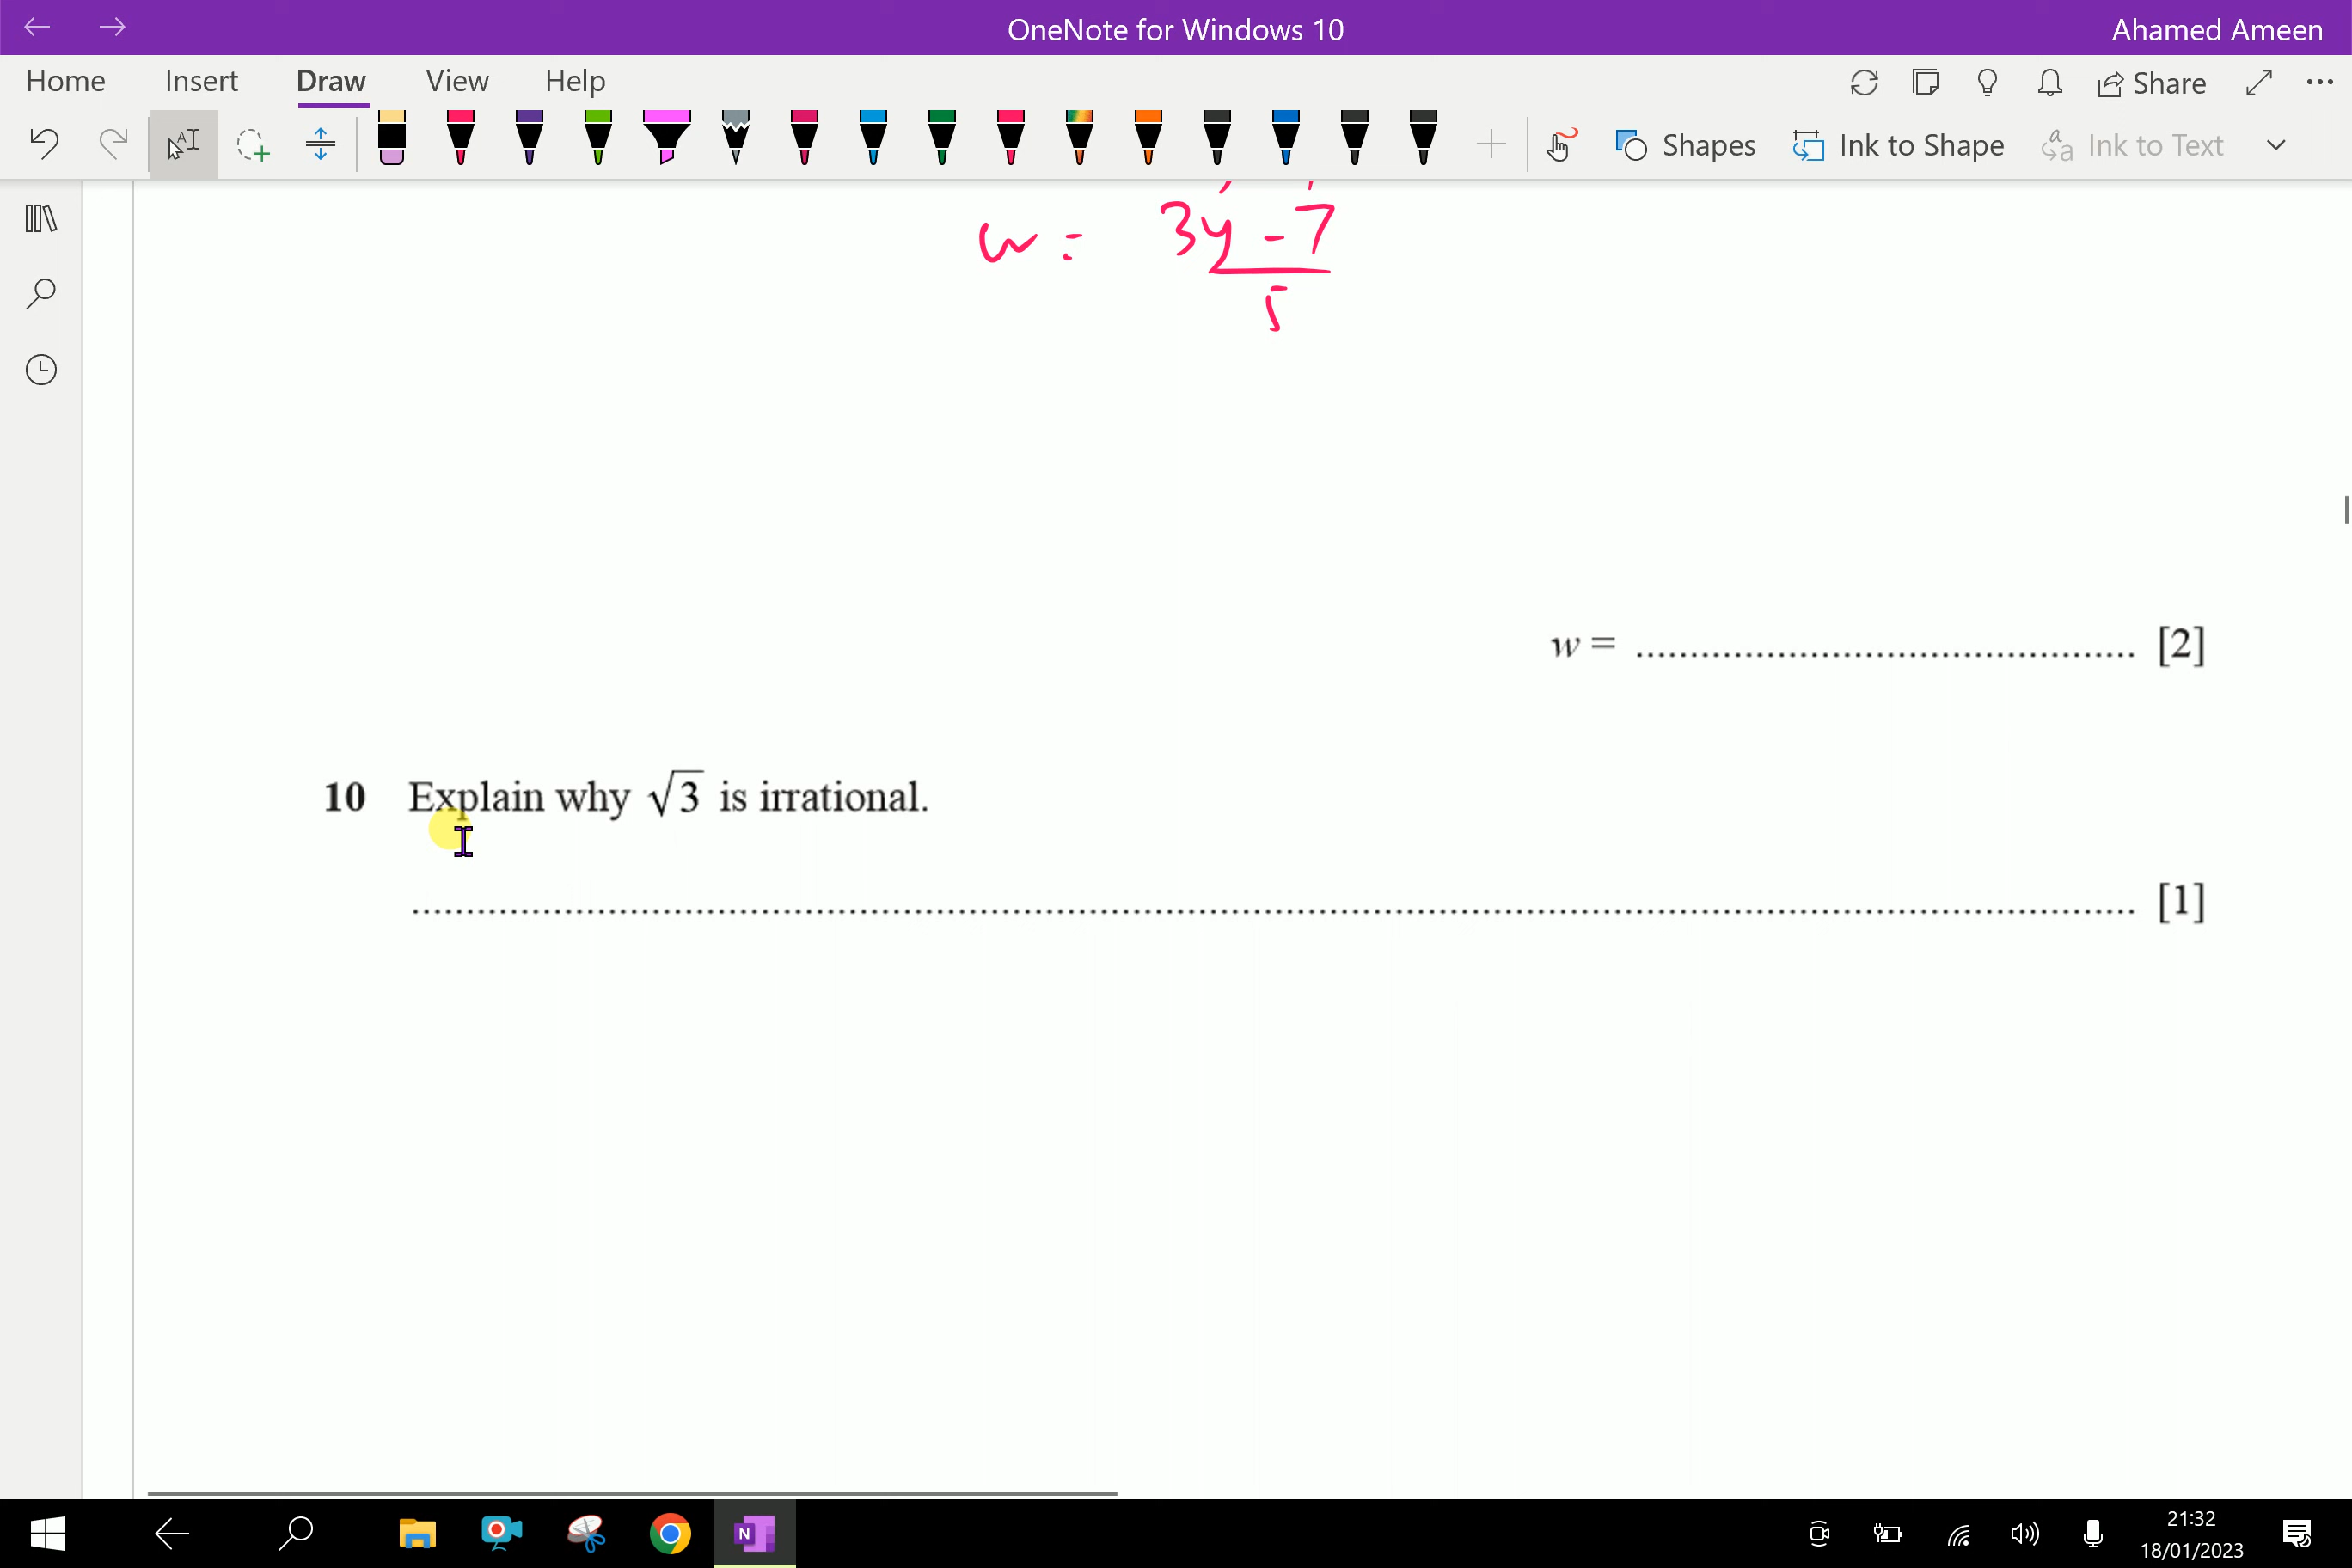 OneNote for Windows 10
Ahamed Ameen
Home Insert Draw View Help
Share
Shapes Ink to Shape Ink to Text
w = 3y - 7
5
w = ................................................ [2]
10 Explain why √3 is irrational.
................................................................................................................................ [1]
21:32
18/01/2023